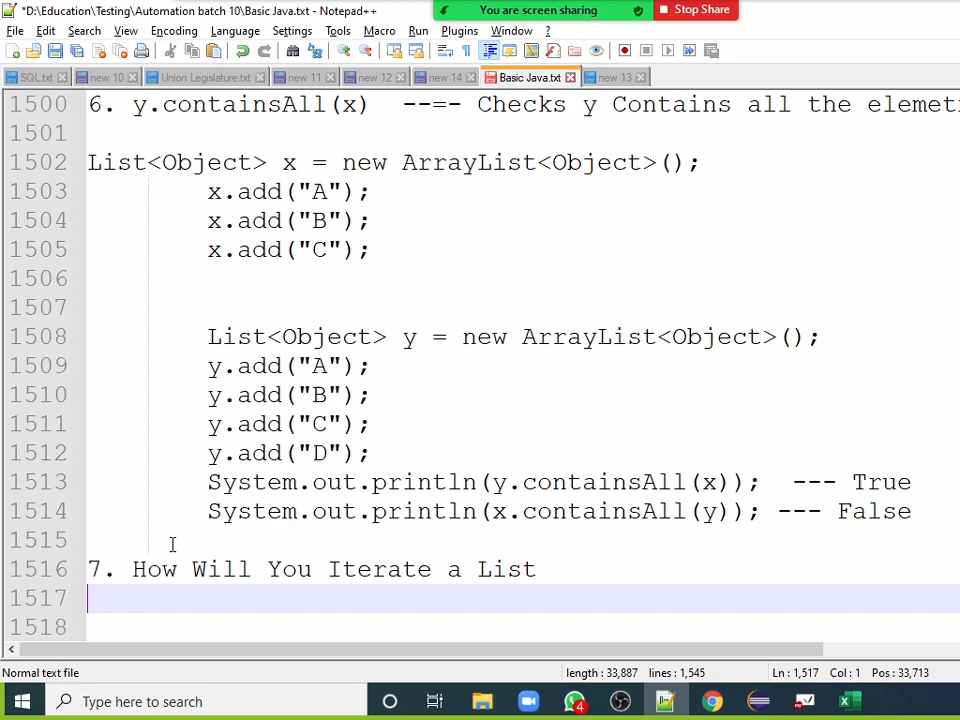 *D:\Education\Testing\Automation batch 10\Basic Java.txt - Notepad++
You are screen sharing
Stop Share
File Edit Search View Encoding Language Settings Tools Macro Run Plugins Window ?
SQL.txt new 10 Union Legislature.txt new 11 new 12 new 14 Basic Java.txt new 13
1500 6. y.containsAll(x) --=- Checks y Contains all the elemeti
1501
1502 List<Object> x = new ArrayList<Object>();
1503 x.add("A");
1504 x.add("B");
1505 x.add("C");
1506
1507
1508 List<Object> y = new ArrayList<Object>();
1509 y.add("A");
1510 y.add("B");
1511 y.add("C");
1512 y.add("D");
1513 System.out.println(y.containsAll(x)); --- True
1514 System.out.println(x.containsAll(y)); --- False
1515
1516 7. How Will You Iterate a List
1517
1518
Normal text file length : 33,887 lines : 1,545 Ln : 1,517 Col : 1 Pos : 33,713
Type here to search
4